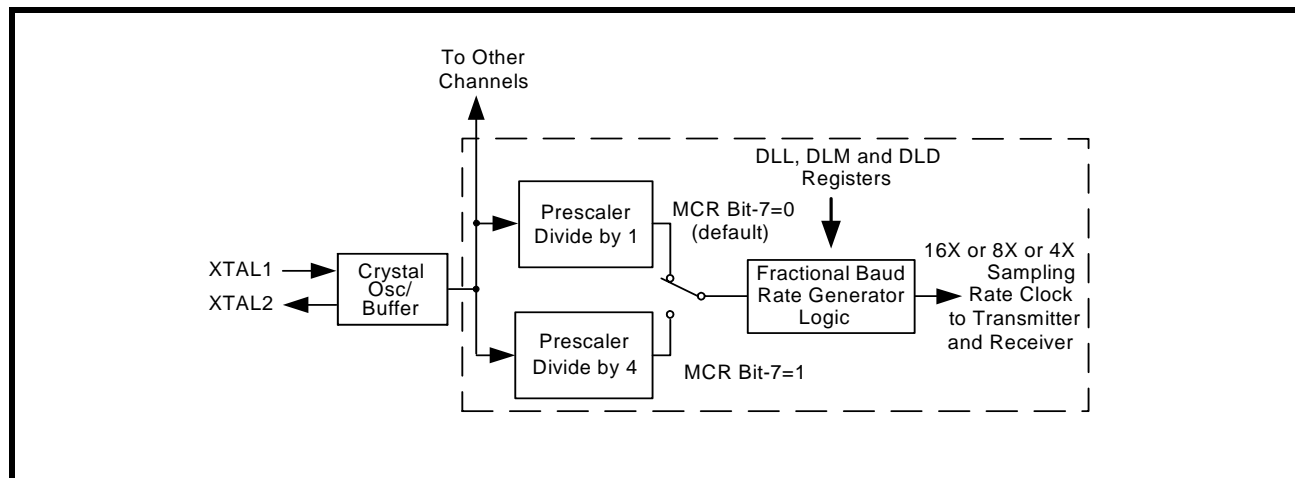 To Other
Channels
DLL, DLM and DLD
Registers
Prescaler
Divide by 1
MCR Bit-7=0
(default)
XTAL1
XTAL2
Crystal
Osc/
Buffer
Fractional Baud
Rate Generator
Logic
16X or 8X or 4X
Sampling
Rate Clock
to Transmitter
and Receiver
Prescaler
Divide by 4
MCR Bit-7=1